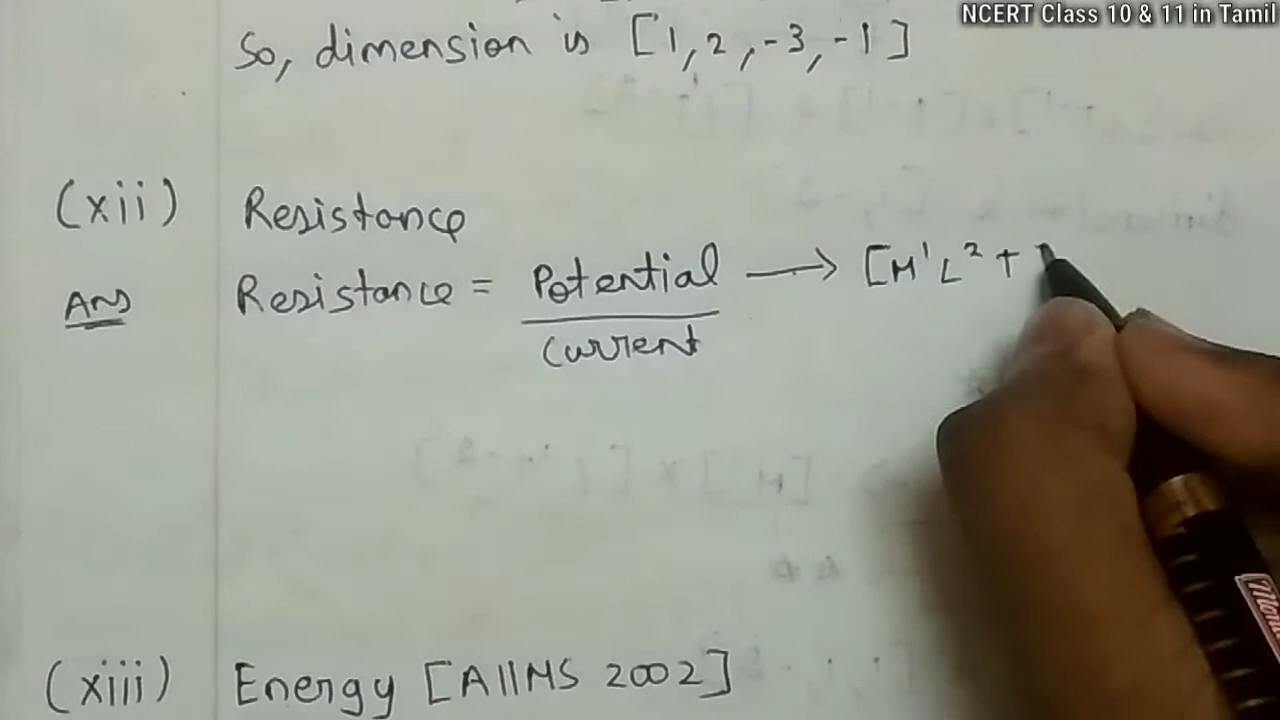 NCERT Class 10 & 11 in Tamil
So, dimension is [1, 2, -3, -1]
(xii) Resistance
Ans Resistance = Potential → [M¹L²T
Current
(xiii) Energy [AIIMS 2002]